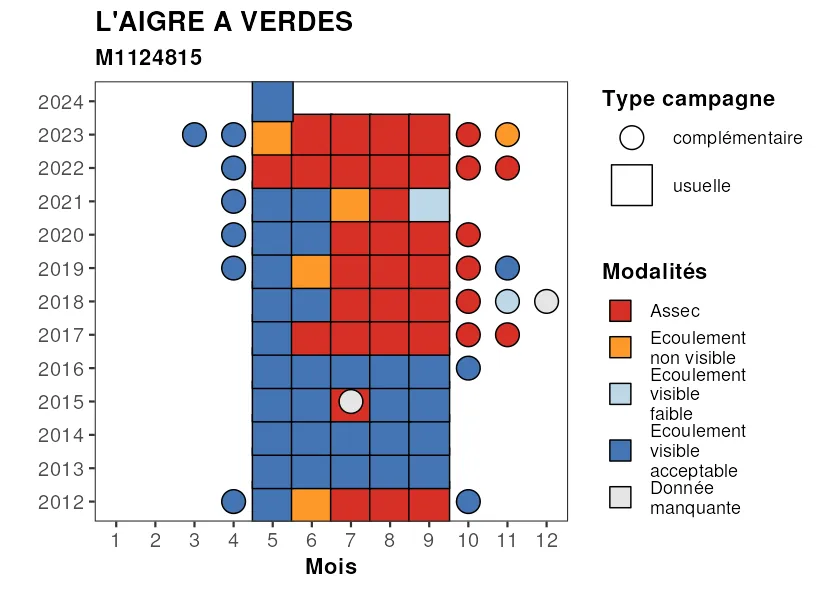 L'AIGRE A VERDES
M1124815
2024
2023
2022
2021
2020
2019
2018
2017
2016
2015
2014
2013
2012
1 2 3 4 5 6 7 8 9 10 11 12
Mois
Type campagne
complémentaire
usuelle
Modalités
Assec
Ecoulement
non visible
Ecoulement
visible
faible
Ecoulement
visible
acceptable
Donnée
manquante